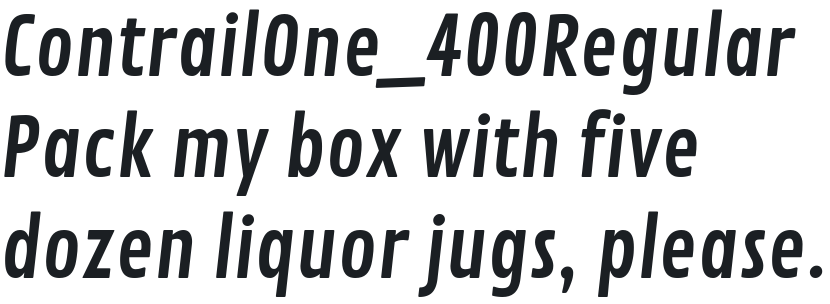 ContrailOne_400Regular
Pack my box with five
dozen liquor jugs, please.